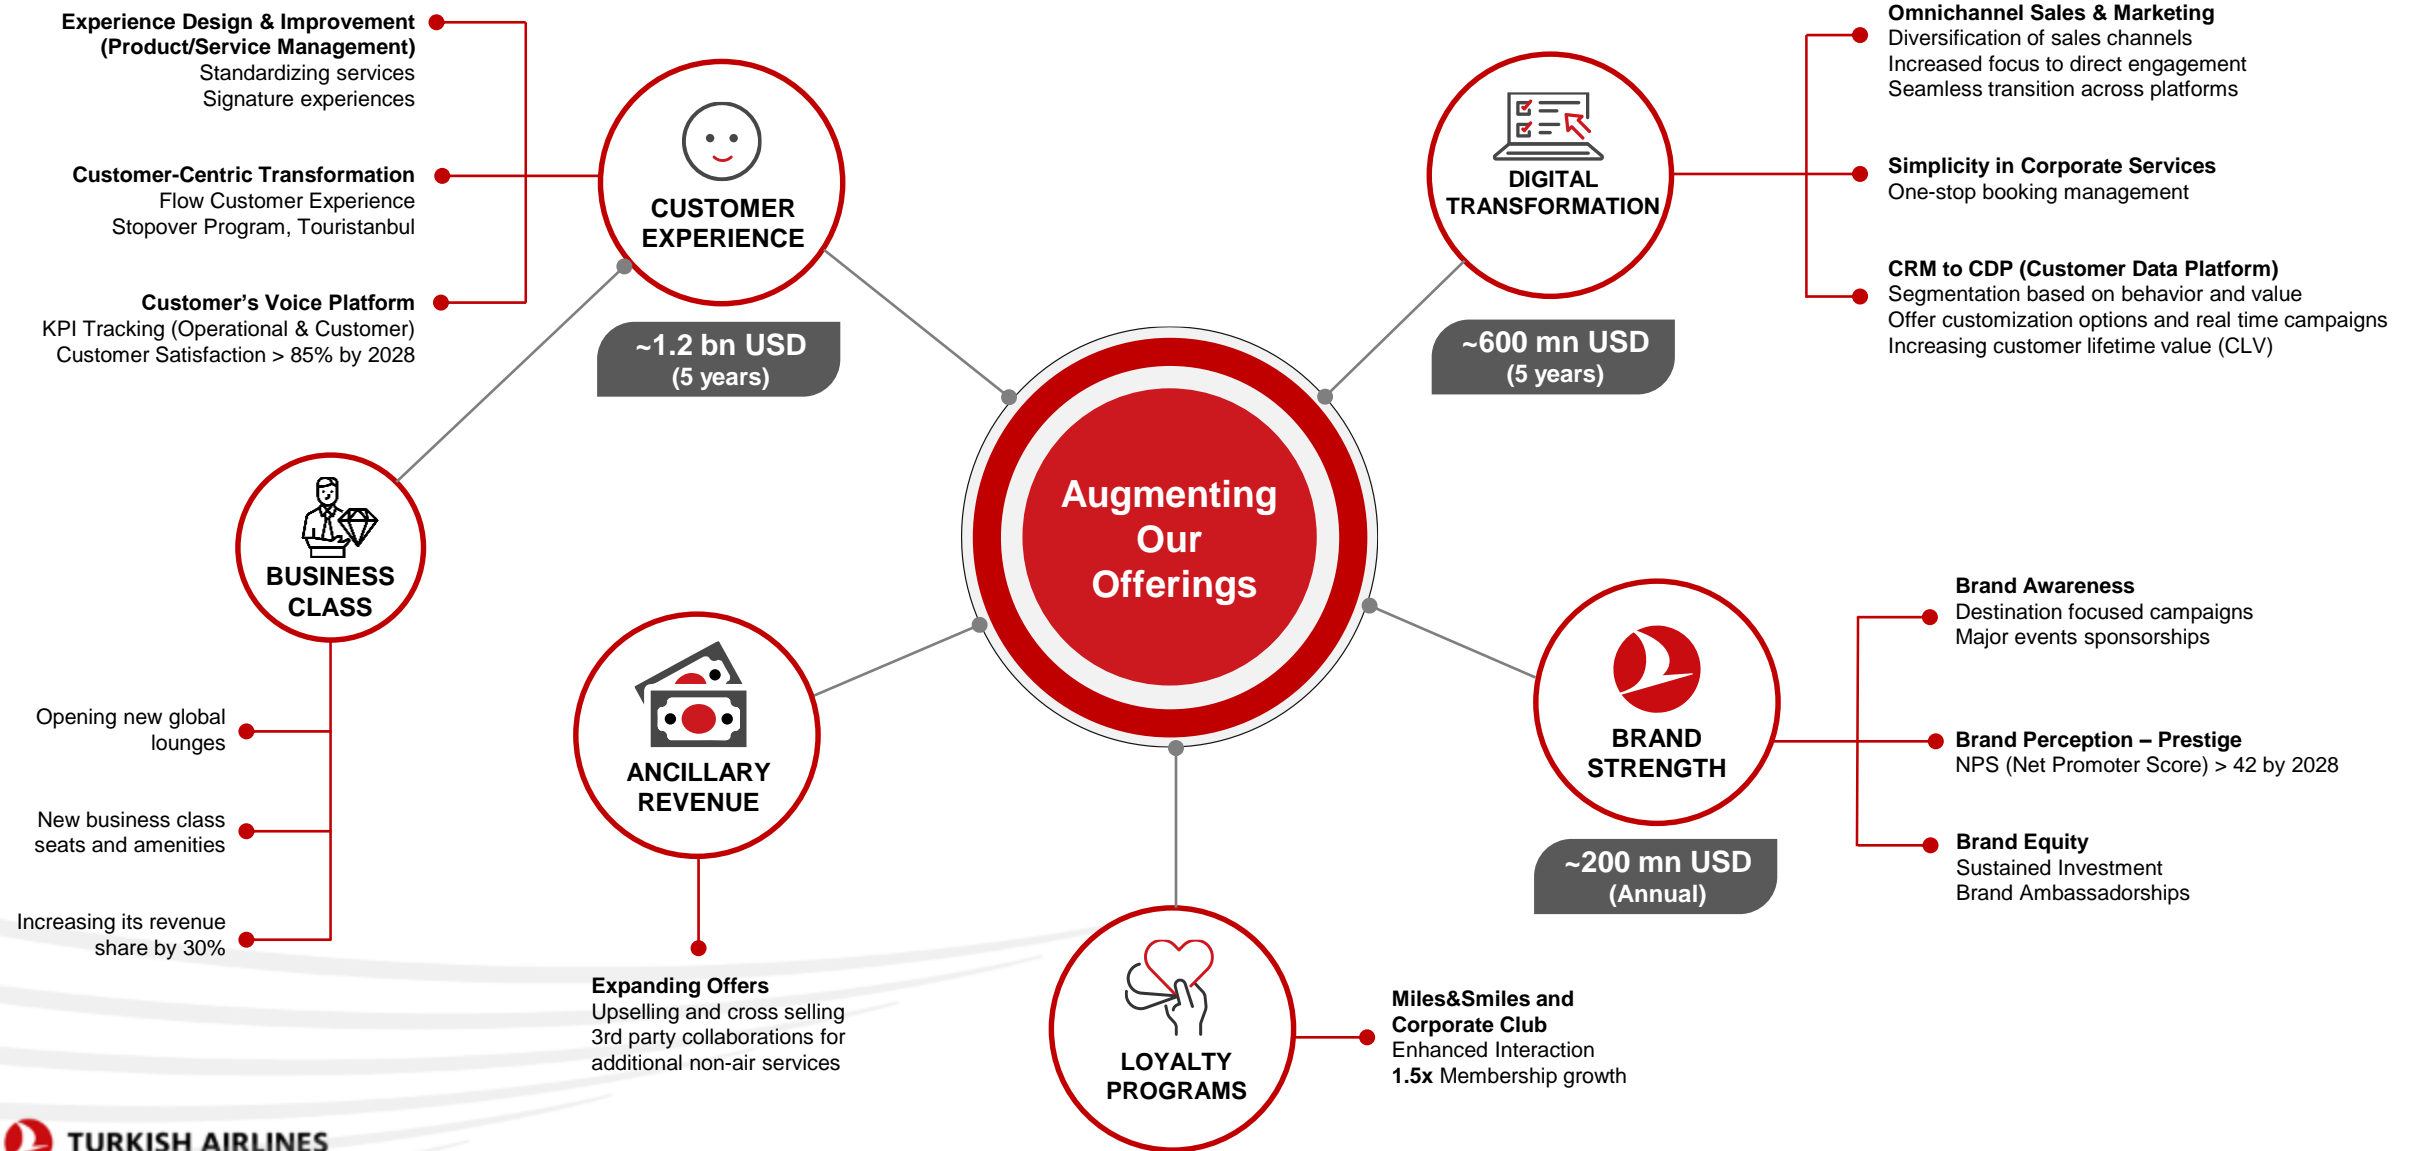 Experience Design & Improvement
(Product/Service Management)
Standardizing services
Signature experiences
Customer-Centric Transformation
Flow Customer Experience
Stopover Program, Touristanbul
Customer's Voice Platform
KPI Tracking (Operational & Customer)
Customer Satisfaction > 85% by 2028
CUSTOMER
EXPERIENCE
~1.2 bn USD
(5 years)
DIGITAL
TRANSFORMATION
~600 mn USD
(5 years)
Omnichannel Sales & Marketing
Diversification of sales channels
Increased focus to direct engagement
Seamless transition across platforms
Simplicity in Corporate Services
One-stop booking management
CRM to CDP (Customer Data Platform)
Segmentation based on behavior and value
Offer customization options and real time campaigns
Increasing customer lifetime value (CLV)
Augmenting
Our
Offerings
BUSINESS
CLASS
Opening new global
lounges
New business class
seats and amenities
Increasing its revenue
share by 30%
ANCILLARY
REVENUE
Expanding Offers
Upselling and cross selling
3rd party collaborations for
additional non-air services
LOYALTY
PROGRAMS
Miles&Smiles and
Corporate Club
Enhanced Interaction
1.5x Membership growth
BRAND
STRENGTH
~200 mn USD
(Annual)
Brand Awareness
Destination focused campaigns
Major events sponsorships
Brand Perception – Prestige
NPS (Net Promoter Score) > 42 by 2028
Brand Equity
Sustained Investment
Brand Ambassadorships
TURKISH AIRLINES